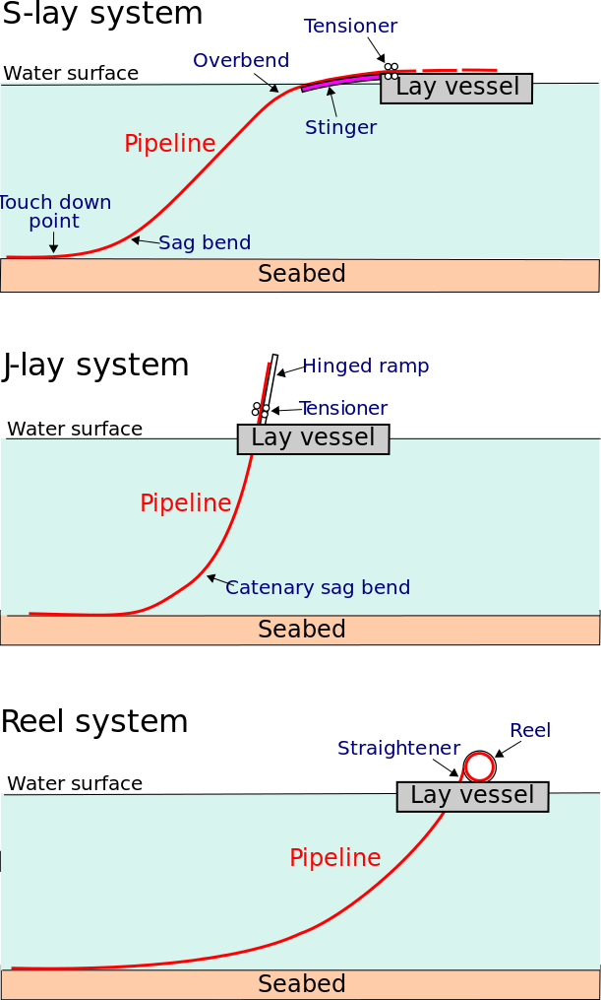 S-lay system
Tensioner
Overbend
Water surface
Lay vessel
Stinger
Pipeline
Touch down
point
Sag bend
Seabed
J-lay system
Hinged ramp
Tensioner
Water surface
Lay vessel
Pipeline
Catenary sag bend
Seabed
Reel system
Reel
Straightener
Water surface
Lay vessel
Pipeline
Seabed